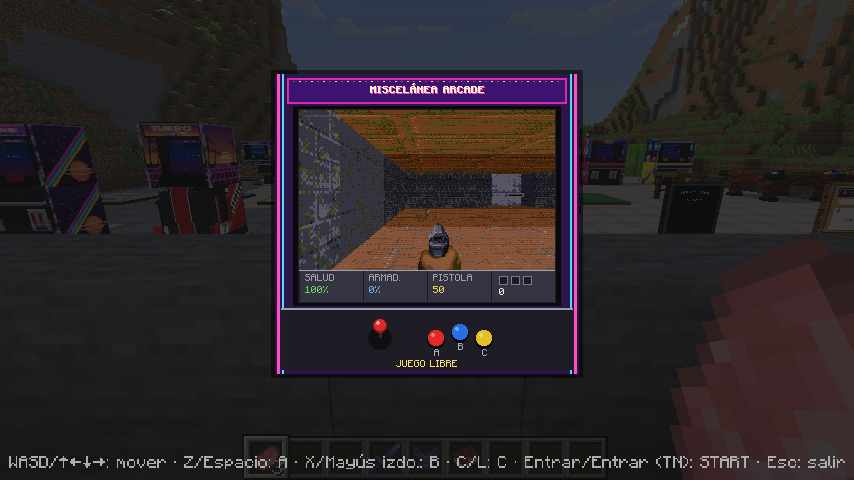 MISCELÁNEA ARCADE
TURBO
SALUD ARMAD. PISTOLA
100% 0% 50 0
A B C
JUEGO LIBRE
WASD/↑←↓→: mover · Z/Espacio: A · X/Mayús izdo.: B · C/L: C · Entrar/Entrar (TN): START · Esc: salir